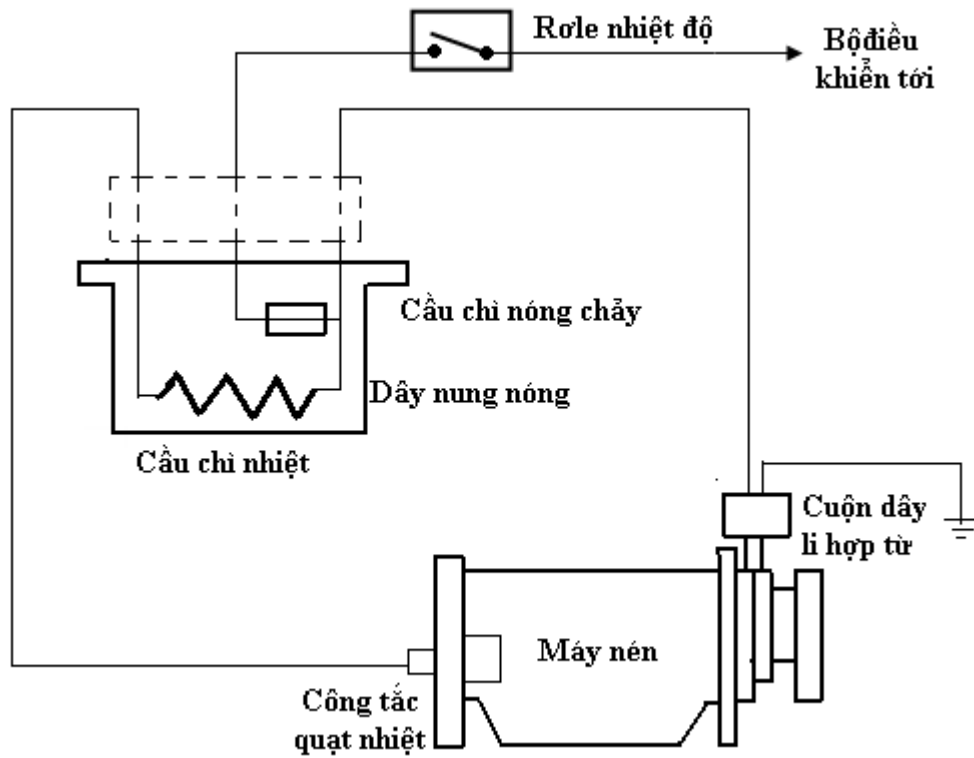 Rơle nhiệt độ
Bộđiều
khiển tới
Cầu chì nóng chảy
Dây nung nóng
Cầu chì nhiệt
Cuộn dây
li hợp từ
Máy nén
Công tắc
quạt nhiệt